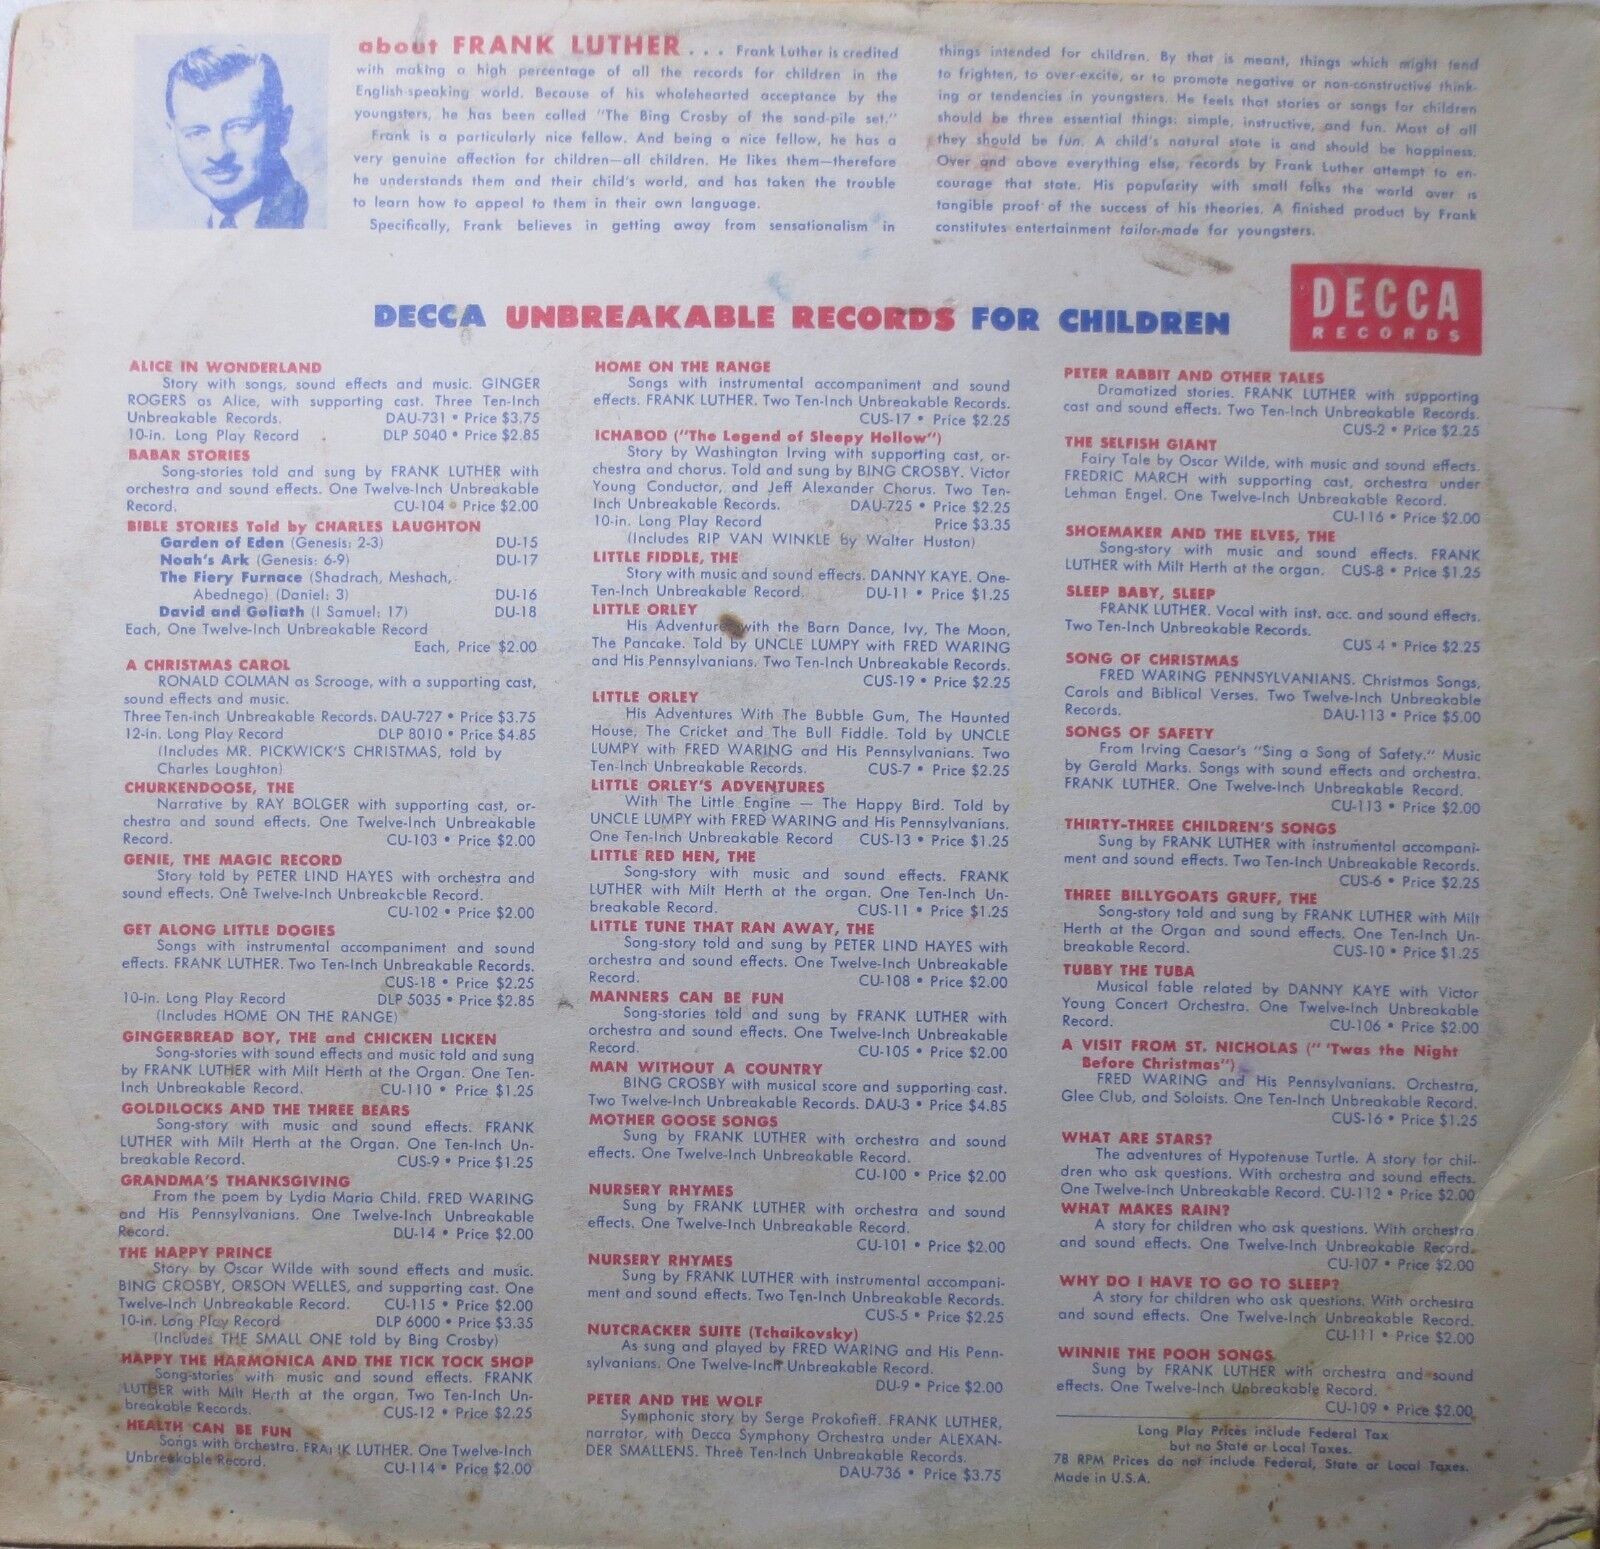 about FRANK LUTHER . . . Frank Luther is credited
with making a high percentage of all the records for children in the
English-speaking world. Because of his wholehearted acceptance by the
youngsters, he has been called "The Bing Crosby of the sand-pile set."
Frank is a particularly nice fellow. And being a nice fellow, he has a
very genuine affection for children—all children. He likes them—therefore
he understands them and their child's world, and has taken the trouble
to learn how to appeal to them in their own language.
Specifically, Frank believes in getting away from sensationalism in
things intended for children. By that is meant, things which might tend
to frighten, to over-excite, or to promote negative or non-constructive think-
ing or tendencies in youngsters. He feels that stories or songs for children
should be three essential things: simple, instructive, and fun. Most of all
they should be fun. A child's natural state is and should be happiness.
Over and above everything else, records by Frank Luther attempt to en-
courage that state. His popularity with small folks the world over is
tangible proof of the success of his theories. A finished product by Frank
constitutes entertainment tailor-made for youngsters.
DECCA UNBREAKABLE RECORDS FOR CHILDREN
DECCA
RECORDS
ALICE IN WONDERLAND
Story with songs, sound effects and music. GINGER
ROGERS as Alice, with supporting cast. Three Ten-Inch
Unbreakable Records. DAU-731 • Price $3.75
10-in. Long Play Record DLP 5040 • Price $2.85
BABAR STORIES
Song-stories told and sung by FRANK LUTHER with
orchestra and sound effects. One Twelve-Inch Unbreakable
Record. CU-104 • Price $2.00
BIBLE STORIES Told by CHARLES LAUGHTON
Garden of Eden (Genesis: 2-3) DU-15
Noah's Ark (Genesis: 6-9) DU-17
The Fiery Furnace (Shadrach, Meshach,
Abednego) (Daniel: 3) DU-16
David and Goliath (I Samuel: 17) DU-18
Each, One Twelve-Inch Unbreakable Record
Each, Price $2.00
A CHRISTMAS CAROL
RONALD COLMAN as Scrooge, with a supporting cast,
sound effects and music.
Three Ten-inch Unbreakable Records. DAU-727 • Price $3.75
12-in. Long Play Record DLP 8010 • Price $4.85
(Includes MR. PICKWICK'S CHRISTMAS, told by
Charles Laughton)
CHURKENDOOSE, THE
Narrative by RAY BOLGER with supporting cast, or-
chestra and sound effects. One Twelve-Inch Unbreakable
Record. CU-103 • Price $2.00
GENIE, THE MAGIC RECORD
Story told by PETER LIND HAYES with orchestra and
sound effects. One Twelve-Inch Unbreakable Record.
CU-102 • Price $2.00
GET ALONG LITTLE DOGIES
Songs with instrumental accompaniment and sound
effects. FRANK LUTHER. Two Ten-Inch Unbreakable Records.
CUS-18 • Price $2.25
10-in. Long Play Record DLP 5035 • Price $2.85
(Includes HOME ON THE RANGE)
GINGERBREAD BOY, THE and CHICKEN LICKEN
Song-stories with sound effects and music told and sung
by FRANK LUTHER with Milt Herth at the Organ. One Ten-
Inch Unbreakable Record. CU-110 • Price $1.25
GOLDILOCKS AND THE THREE BEARS
Song-story with music and sound effects. FRANK
LUTHER with Milt Herth at the Organ. One Ten-Inch Un-
breakable Record. CUS-9 • Price $1.25
GRANDMA'S THANKSGIVING
From the poem by Lydia Maria Child. FRED WARING
and His Pennsylvanians. One Twelve-Inch Unbreakable
Record. DU-14 • Price $2.00
THE HAPPY PRINCE
Story by Oscar Wilde with sound effects and music.
BING CROSBY, ORSON WELLES, and supporting cast. One
Twelve-Inch Unbreakable Record. CU-115 • Price $2.00
10-in. Long Play Record DLP 6000 • Price $3.35
(Includes THE SMALL ONE told by Bing Crosby)
HAPPY THE HARMONICA AND THE TICK TOCK SHOP
Song-stories with music and sound effects. FRANK
LUTHER with Milt Herth at the organ. Two Ten-Inch Un-
breakable Records. CUS-12 • Price $2.25
HEALTH CAN BE FUN
Songs with orchestra. FRANK LUTHER. One Twelve-Inch
Unbreakable Record. CU-114 • Price $2.00
HOME ON THE RANGE
Songs with instrumental accompaniment and sound
effects. FRANK LUTHER. Two Ten-Inch Unbreakable Records.
CUS-17 • Price $2.25
ICHABOD ("The Legend of Sleepy Hollow")
Story by Washington Irving with supporting cast, or-
chestra and chorus. Told and sung by BING CROSBY. Victor
Young Conductor, and Jeff Alexander Chorus. Two Ten-
Inch Unbreakable Records. DAU-725 • Price $2.25
10-in. Long Play Record Price $3.35
(Includes RIP VAN WINKLE by Walter Huston)
LITTLE FIDDLE, THE
Story with music and sound effects. DANNY KAYE. One-
Ten-Inch Unbreakable Record. DU-11 • Price $1.25
LITTLE ORLEY
His Adventures with the Barn Dance, Ivy, The Moon,
The Pancake. Told by UNCLE LUMPY with FRED WARING
and His Pennsylvanians. Two Ten-Inch Unbreakable Records.
CUS-19 • Price $2.25
LITTLE ORLEY
His Adventures With The Bubble Gum, The Haunted
House, The Cricket and The Bull Fiddle. Told by UNCLE
LUMPY with FRED WARING and His Pennsylvanians. Two
Ten-Inch Unbreakable Records. CUS-7 • Price $2.25
LITTLE ORLEY'S ADVENTURES
With The Little Engine — The Happy Bird. Told by
UNCLE LUMPY with FRED WARING and His Pennsylvanians.
One Ten-Inch Unbreakable Record CUS-13 • Price $1.25
LITTLE RED HEN, THE
Song-story with music and sound effects. FRANK
LUTHER with Milt Herth at the organ. One Ten-Inch Un-
breakable Record. CUS-11 • Price $1.25
LITTLE TUNE THAT RAN AWAY, THE
Song-story told and sung by PETER LIND HAYES with
orchestra and sound effects. One Twelve-Inch Unbreakable
Record. CU-108 • Price $2.00
MANNERS CAN BE FUN
Song-stories told and sung by FRANK LUTHER with
orchestra and sound effects. One Twelve-Inch Unbreakable
Record. CU-105 • Price $2.00
MAN WITHOUT A COUNTRY
BING CROSBY with musical score and supporting cast.
Two Twelve-Inch Unbreakable Records. DAU-3 • Price $4.85
MOTHER GOOSE SONGS
Sung by FRANK LUTHER with orchestra and sound
effects. One Twelve-Inch Unbreakable Record.
CU-100 • Price $2.00
NURSERY RHYMES
Sung by FRANK LUTHER with orchestra and sound
effects. One Twelve-Inch Unbreakable Record.
CU-101 • Price $2.00
NURSERY RHYMES
Sung by FRANK LUTHER with instrumental accompani-
ment and sound effects. Two Ten-Inch Unbreakable Records.
CUS-5 • Price $2.25
NUTCRACKER SUITE (Tchaikovsky)
As sung and played by FRED WARING and His Penn-
sylvanians. One Twelve-Inch Unbreakable Record.
DU-9 • Price $2.00
PETER AND THE WOLF
Symphonic story by Serge Prokofieff. FRANK LUTHER,
narrator, with Decca Symphony Orchestra under ALEXAN-
DER SMALLENS. Three Ten-Inch Unbreakable Records.
DAU-736 • Price $3.75
PETER RABBIT AND OTHER TALES
Dramatized stories. FRANK LUTHER with supporting
cast and sound effects. Two Ten-Inch Unbreakable Records.
CUS-2 • Price $2.25
THE SELFISH GIANT
Fairy Tale by Oscar Wilde, with music and sound effects.
FREDRIC MARCH with supporting cast, orchestra under
Lehman Engel. One Twelve-Inch Unbreakable Record.
CU-116 • Price $2.00
SHOEMAKER AND THE ELVES, THE
Song-story with music and sound effects. FRANK
LUTHER with Milt Herth at the organ. CUS-8 • Price $1.25
SLEEP BABY, SLEEP
FRANK LUTHER. Vocal with inst. acc. and sound effects.
Two Ten-Inch Unbreakable Records.
CUS 4 • Price $2.25
SONG OF CHRISTMAS
FRED WARING PENNSYLVANIANS. Christmas Songs,
Carols and Biblical Verses. Two Twelve-Inch Unbreakable
Records. DAU-113 • Price $5.00
SONGS OF SAFETY
From Irving Caesar's "Sing a Song of Safety." Music
by Gerald Marks. Songs with sound effects and orchestra.
FRANK LUTHER. One Twelve-Inch Unbreakable Record.
CU-113 • Price $2.00
THIRTY-THREE CHILDREN'S SONGS
Sung by FRANK LUTHER with instrumental accompani-
ment and sound effects. Two Ten-Inch Unbreakable Records.
CUS-6 • Price $2.25
THREE BILLYGOATS GRUFF, THE
Song-story told and sung by FRANK LUTHER with Milt
Herth at the Organ and sound effects. One Ten-Inch Un-
breakable Record. CUS-10 • Price $1.25
TUBBY THE TUBA
Musical fable related by DANNY KAYE with Victor
Young Concert Orchestra. One Twelve-Inch Unbreakable
Record. CU-106 • Price $2.00
A VISIT FROM ST. NICHOLAS (" 'Twas the Night
Before Christmas")
FRED WARING and His Pennsylvanians. Orchestra,
Glee Club, and Soloists. One Ten-Inch Unbreakable Record.
CUS-16 • Price $1.25
WHAT ARE STARS?
The adventures of Hypotenuse Turtle. A story for chil-
dren who ask questions. With orchestra and sound effects.
One Twelve-Inch Unbreakable Record. CU-112 • Price $2.00
WHAT MAKES RAIN?
A story for children who ask questions. With orchestra
and sound effects. One Twelve-Inch Unbreakable Record.
CU-107 • Price $2.00
WHY DO I HAVE TO GO TO SLEEP?
A story for children who ask questions. With orchestra
and sound effects. One Twelve-Inch Unbreakable Record.
CU-111 • Price $2.00
WINNIE THE POOH SONGS
Sung by FRANK LUTHER with orchestra and sound
effects. One Twelve-Inch Unbreakable Record.
CU-109 • Price $2.00
Long Play Prices include Federal Tax
but no State or Local Taxes.
78 RPM Prices do not include Federal, State or Local Taxes.
Made in U.S.A.